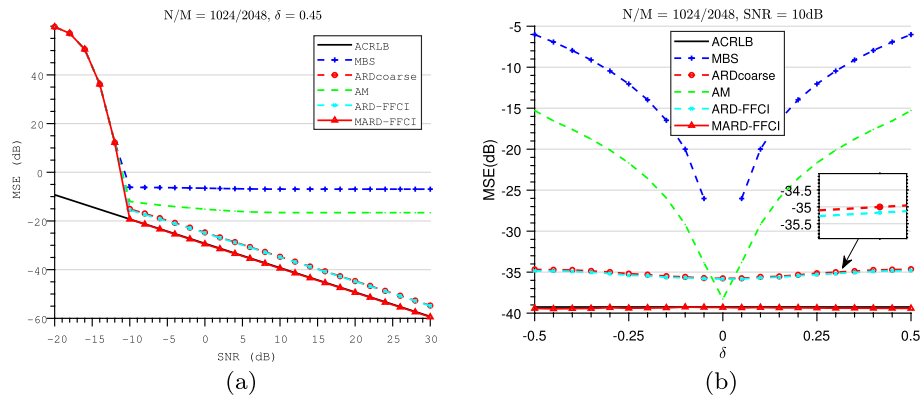 N/M = 1024/2048, δ = 0.45
ACRLB
MBS
ARDcoarse
AM
ARD-FFCI
MARD-FFCI
MSE (dB)
40
20
0
-20
-40
-60
-20 -15 -10 -5 0 5 10 15 20 25 30
SNR (dB)
(a)
N/M = 1024/2048, SNR = 10dB
ACRLB
MBS
ARDcoarse
AM
ARD-FFCI
MARD-FFCI
MSE(dB)
-5
-10
-15
-20
-25
-30
-35
-40
-34.5
-35
-35.5
-0.5 -0.25 0 0.25 0.5
δ
(b)